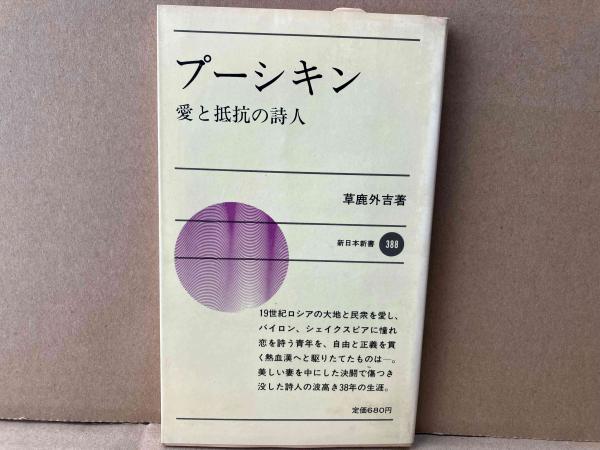 プーシキン
愛と抵抗の詩人
草鹿外吉著
新日本新書 388
19世紀ロシアの大地と民衆を愛し、
バイロン、シェイクスピアに憧れ
恋を詩う青年を、自由と正義を貫
く熱血漢へと駆りたてたものは―。
美しい妻を中にした決闘で傷つき
没した詩人の波高き38年の生涯。
定価680円